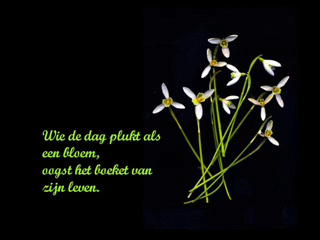 Wie de dag plukt als
een bloem,
oogst het boeket van
zijn leven.